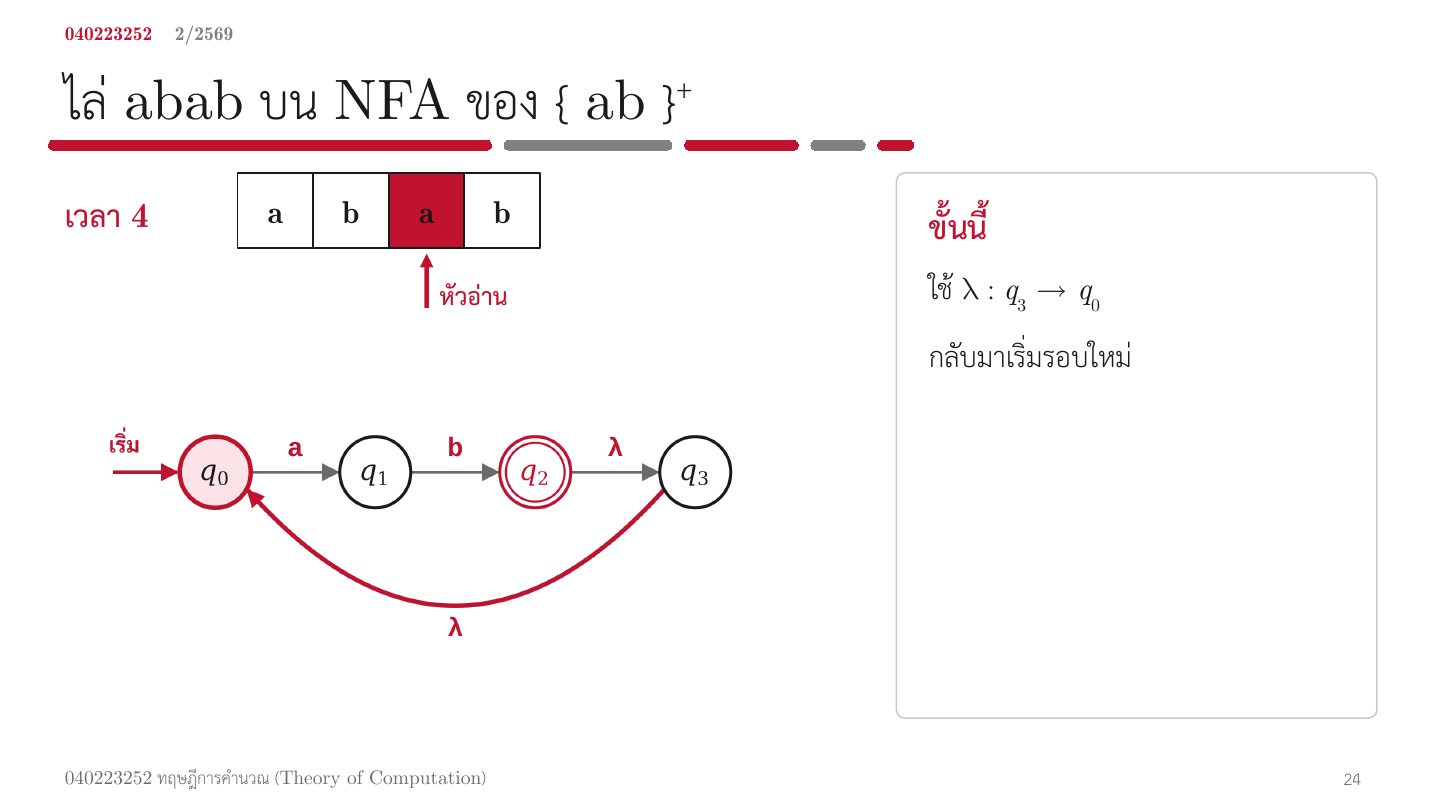 040223252 2/2569
ไล่ abab บน NFA ของ { ab }⁺
เวลา 4
a b a b
หัวอ่าน
ขั้นนี้
ใช้ λ : q₃ → q₀
กลับมาเริ่มรอบใหม่
เริ่ม a b λ
q₀ q₁ q₂ q₃
λ
040223252 ทฤษฎีการคำนวณ (Theory of Computation) 24